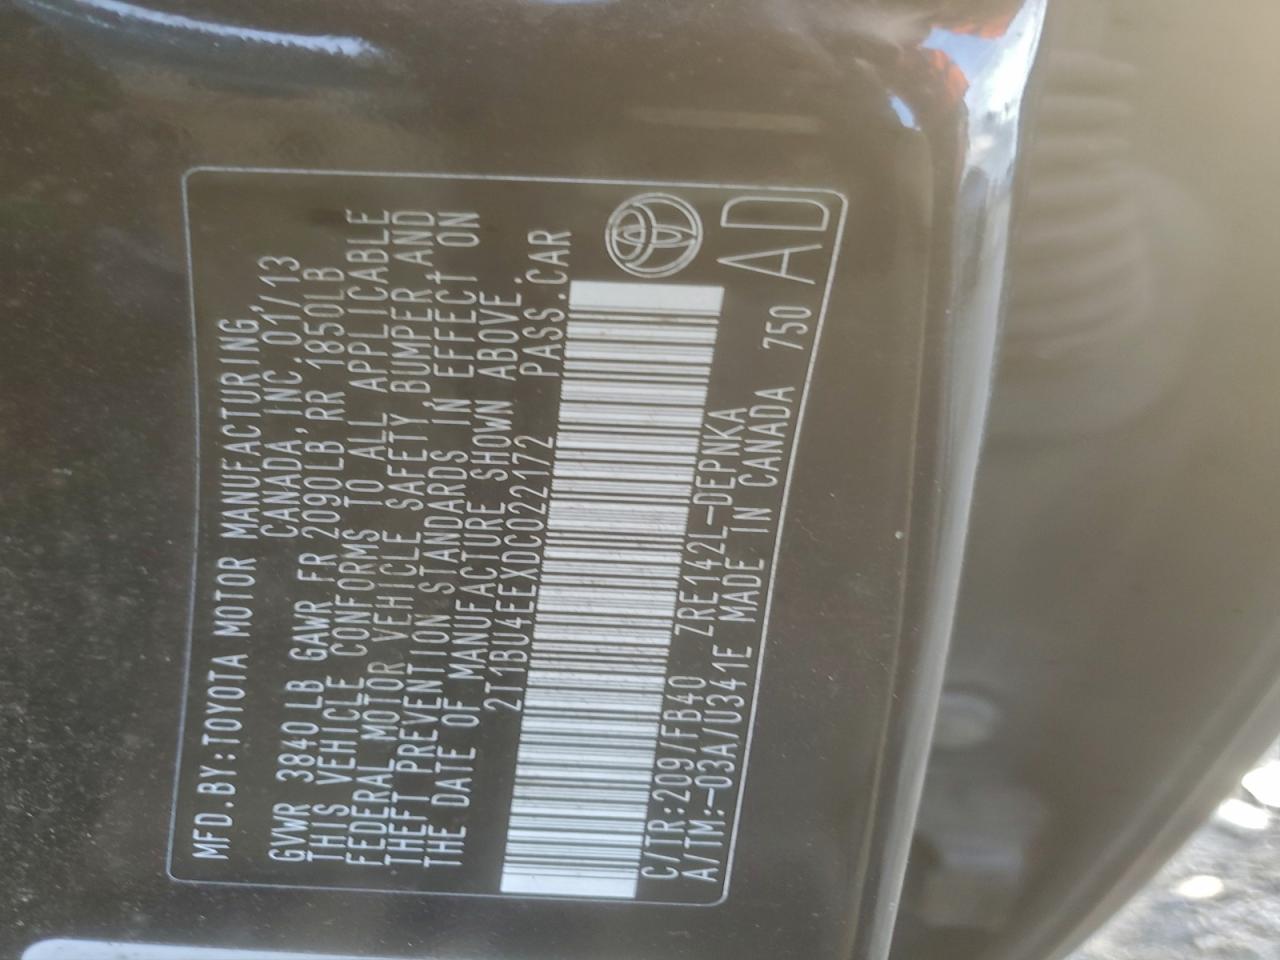 MFD.BY:TOYOTA MOTOR MANUFACTURING,
CANADA,INC.01'/13
GVWR 3840 LB GAWR FR 2090LB RR 1850LB
THIS VEHICLE CONFORMS TO ALL APPLICABLE
FEDERAL MOTOR VEHICLE SAFETY,BUMPER,AND
THEFT PREVENTION STANDARDS IN EFFECT ON
THE DATE OF MANUFACTURE SHOWN ABOVE.
2T1BU4EEXDC022172 PASS.CAR
C/TR:209/FB40 ZRE142L-DEPNKA
A/TM:-03A/U341E MADE IN CANADA 750 AD